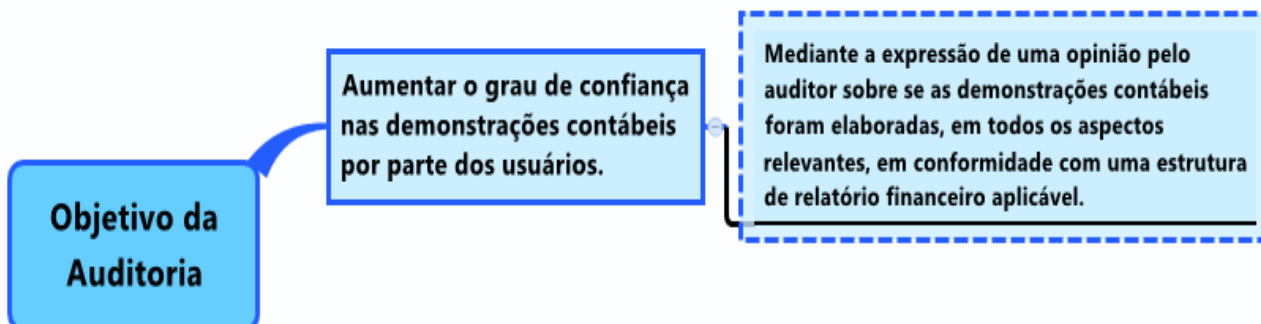 Objetivo da
Auditoria
Aumentar o grau de confiança
nas demonstrações contábeis
por parte dos usuários.
Mediante a expressão de uma opinião pelo
auditor sobre se as demonstrações contábeis
foram elaboradas, em todos os aspectos
relevantes, em conformidade com uma estrutura
de relatório financeiro aplicável.